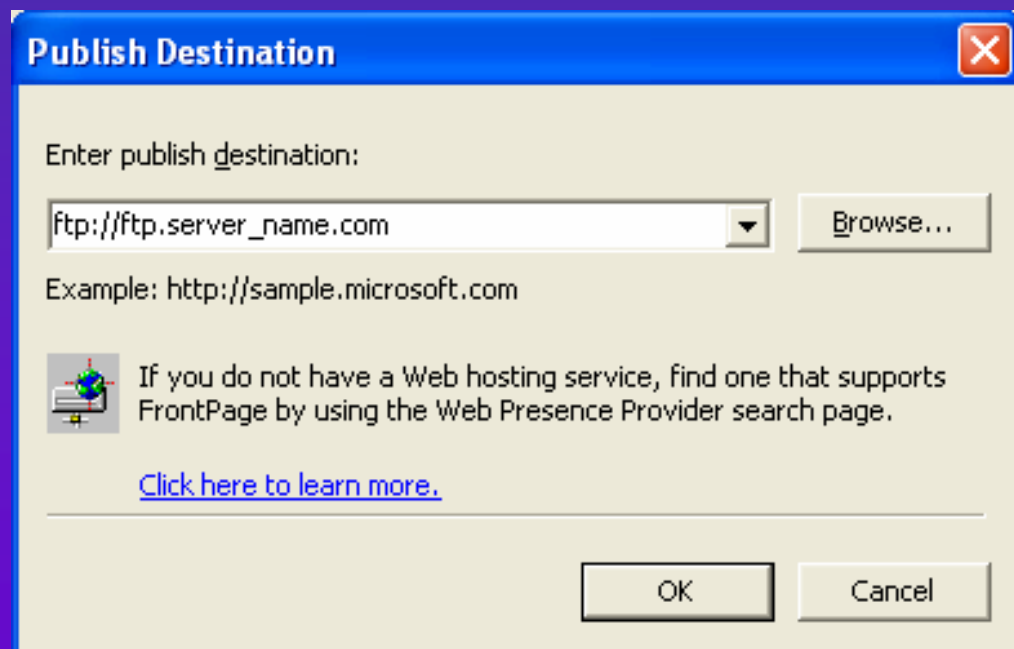 Publish Destination
Enter publish destination:
ftp://ftp.server_name.com
Browse...
Example: http://sample.microsoft.com
If you do not have a Web hosting service, find one that supports
FrontPage by using the Web Presence Provider search page.
Click here to learn more.
OK
Cancel